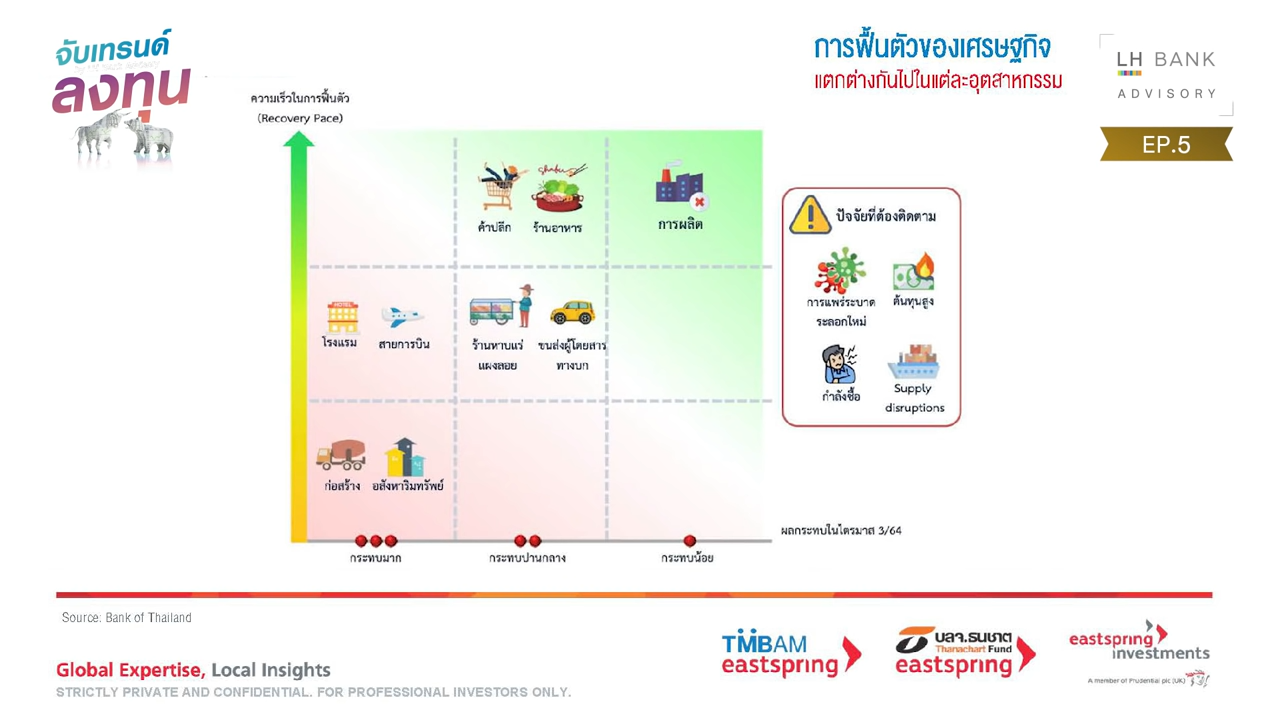 จับเทรนด์
ลงทุน
การฟื้นตัวของเศรษฐกิจ
แตกต่างกันไปในแต่ละอุตสาหกรรม
LH BANK
ADVISORY
EP.5
ความเร็วในการฟื้นตัว
(Recovery Pace)
shabu
ค้าปลีก
ร้านอาหาร
การผลิต
HOTEL
โรงแรม
สายการบิน
ร้านหาบแร่
แผงลอย
ขนส่งผู้โดยสาร
ทางบก
ก่อสร้าง
อสังหาริมทรัพย์
กระทบมาก
กระทบปานกลาง
กระทบน้อย
ผลกระทบในไตรมาส 3/64
ปัจจัยที่ต้องติดตาม
การแพร่ระบาด
ระลอกใหม่
ต้นทุนสูง
กำลังซื้อ
Supply
disruptions
Source: Bank of Thailand
Global Expertise, Local Insights
STRICTLY PRIVATE AND CONFIDENTIAL. FOR PROFESSIONAL INVESTORS ONLY.
TMBAM
eastspring
บลจ.ธนชาต
Thanachart Fund
eastspring
eastspring
investments
A member of Prudential plc (UK)